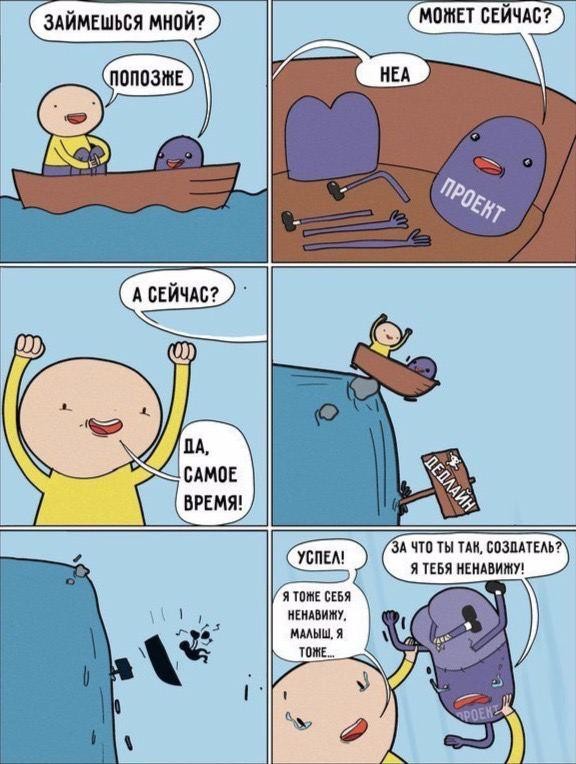 ЗАЙМЕШЬСЯ МНОЙ?
ПОПОЗЖЕ
МОЖЕТ СЕЙЧАС?
НЕА
ПРОЕКТ
А СЕЙЧАС?
ДА,
САМОЕ
ВРЕМЯ!
ДЕДЛАЙН
УСПЕЛ!
Я ТОЖЕ СЕБЯ
НЕНАВИЖУ,
МАЛЫШ, Я
ТОЖЕ...
ЗА ЧТО ТЫ ТАК, СОЗДАТЕЛЬ?
Я ТЕБЯ НЕНАВИЖУ!
ПРОЕКТ